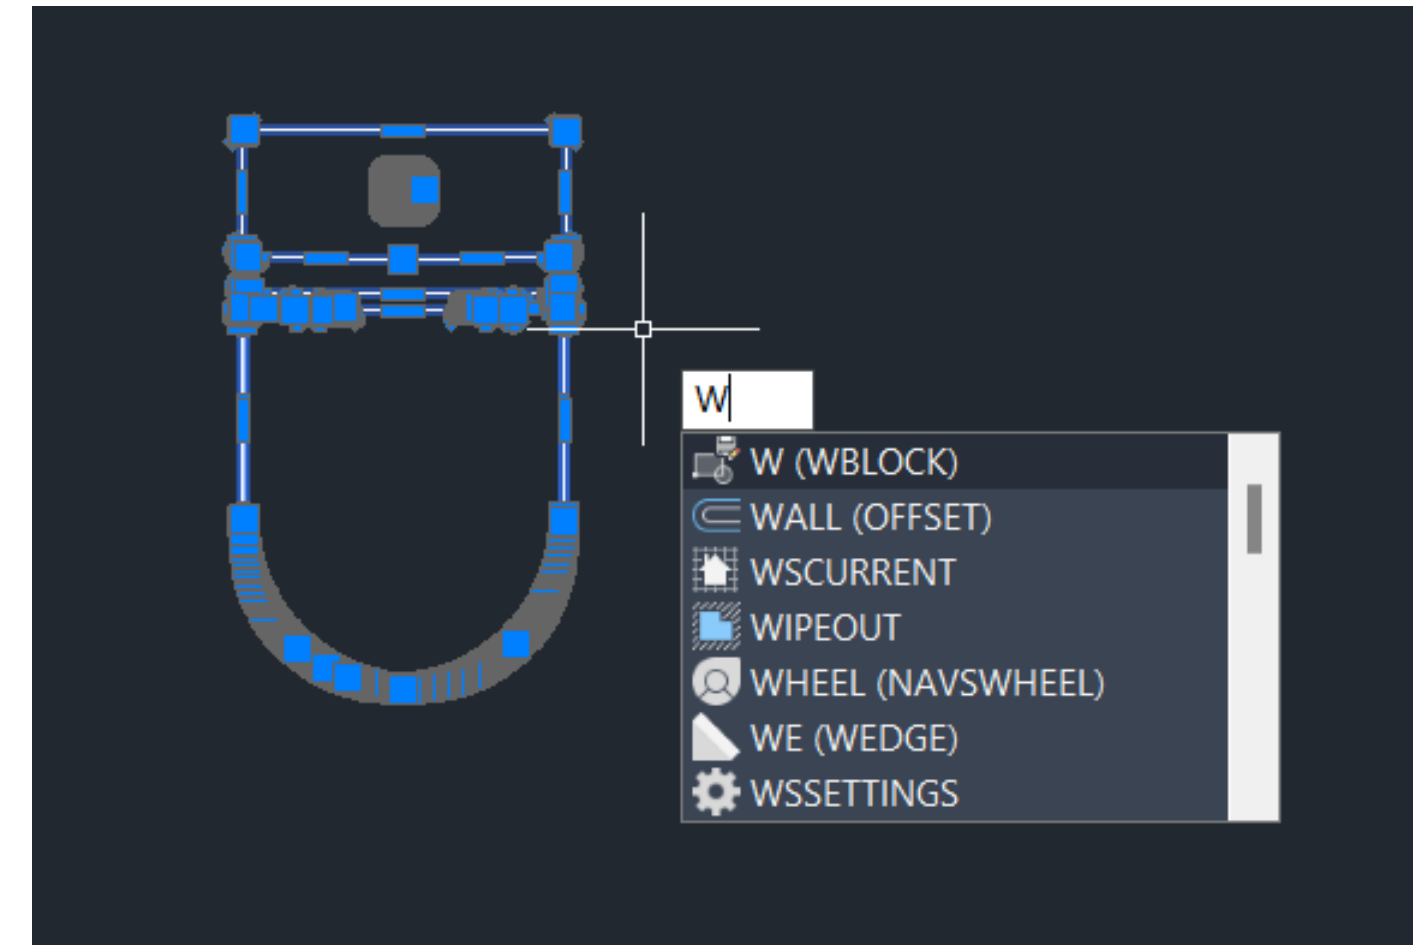 W
W (WBLOCK)
WALL (OFFSET)
WSCURRENT
WIPEOUT
WHEEL (NAVSWHEEL)
WE (WEDGE)
WSSETTINGS